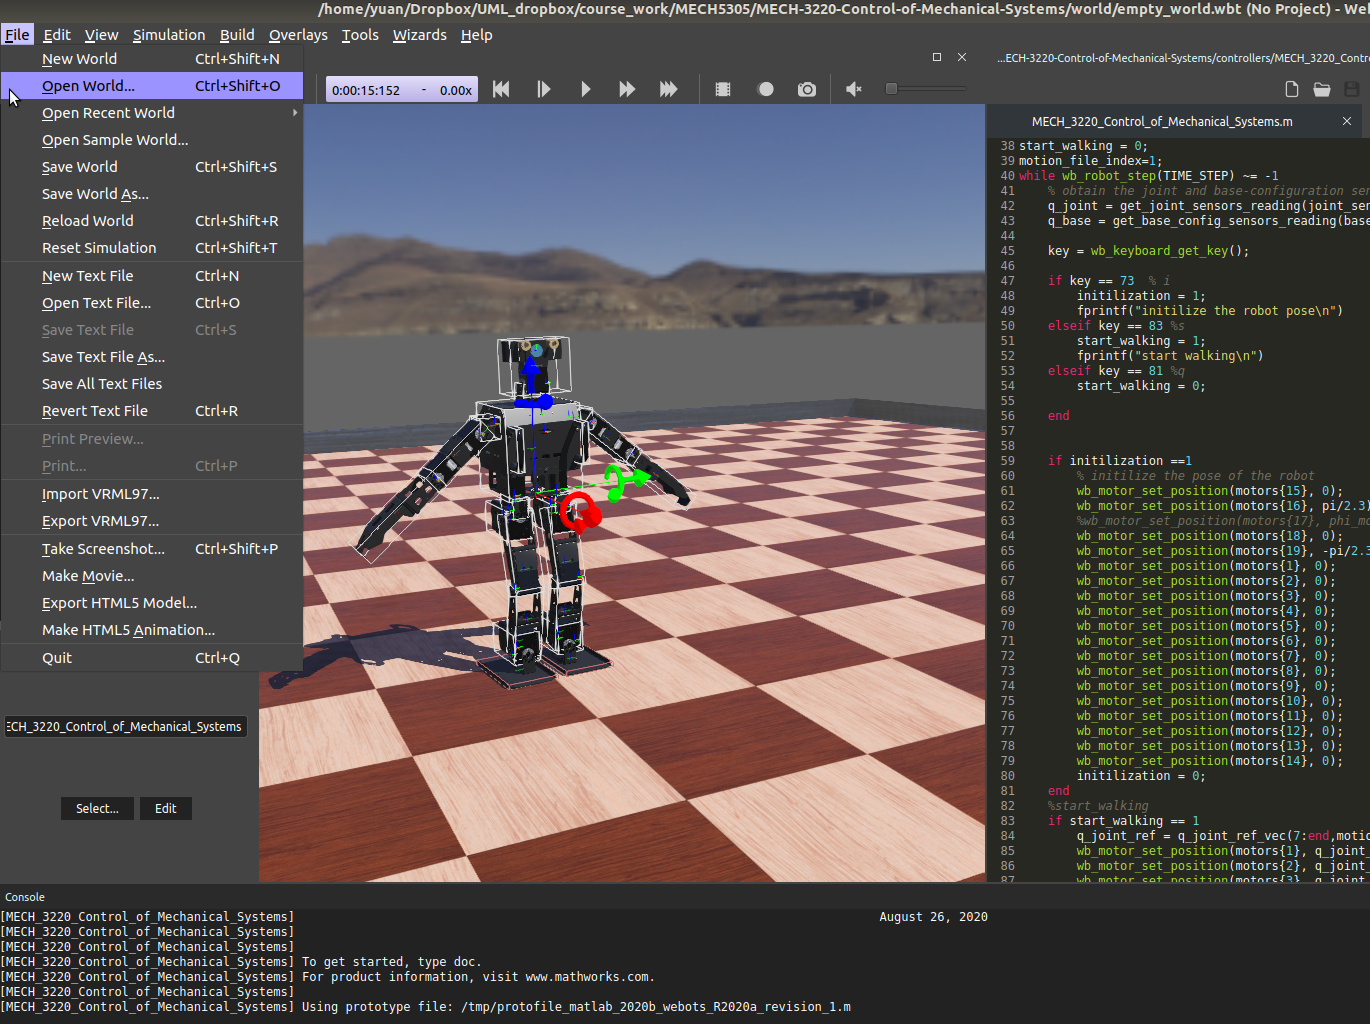 /home/yuan/Dropbox/UML_dropbox/course_work/MECH5305/MECH-3220-Control-of-Mechanical-Systems/world/empty_world.wbt (No Project) - We
File Edit View Simulation Build Overlays Tools Wizards Help
New World Ctrl+Shift+N
Open World... Ctrl+Shift+O
Open Recent World
Open Sample World...
Save World Ctrl+Shift+S
Save World As...
Reload World Ctrl+Shift+R
Reset Simulation Ctrl+Shift+T
New Text File Ctrl+N
Open Text File... Ctrl+O
Save Text File Ctrl+S
Save Text File As...
Save All Text Files
Revert Text File Ctrl+R
Print Preview...
Print... Ctrl+P
Import VRML97...
Export VRML97...
Take Screenshot... Ctrl+Shift+P
Make Movie...
Export HTML5 Model...
Make HTML5 Animation...
Quit Ctrl+Q
ECH_3220_Control_of_Mechanical_Systems
Select... Edit
0:00:15:152 - 0.00x
...ECH-3220-Control-of-Mechanical-Systems/controllers/MECH_3220_Contr
MECH_3220_Control_of_Mechanical_Systems.m
38 start_walking = 0;
39 motion_file_index=1;
40 while wb_robot_step(TIME_STEP) ~= -1
41 % obtain the joint and base-configuration sen
42 q_joint = get_joint_sensors_reading(joint_sen
43 q_base = get_base_config_sensors_reading(base
44
45 key = wb_keyboard_get_key();
46
47 if key == 73 % i
48 initilization = 1;
49 fprintf("initilize the robot pose\n")
50 elseif key == 83 %s
51 start_walking = 1;
52 fprintf("start walking\n")
53 elseif key == 81 %q
54 start_walking = 0;
55
56 end
57
58
59 if initilization ==1
60 % initilize the pose of the robot
61 wb_motor_set_position(motors{15}, 0);
62 wb_motor_set_position(motors{16}, pi/2.3)
63 %wb_motor_set_position(motors{17}, phi_mo
64 wb_motor_set_position(motors{18}, 0);
65 wb_motor_set_position(motors{19}, -pi/2.3
66 wb_motor_set_position(motors{1}, 0);
67 wb_motor_set_position(motors{2}, 0);
68 wb_motor_set_position(motors{3}, 0);
69 wb_motor_set_position(motors{4}, 0);
70 wb_motor_set_position(motors{5}, 0);
71 wb_motor_set_position(motors{6}, 0);
72 wb_motor_set_position(motors{7}, 0);
73 wb_motor_set_position(motors{8}, 0);
74 wb_motor_set_position(motors{9}, 0);
75 wb_motor_set_position(motors{10}, 0);
76 wb_motor_set_position(motors{11}, 0);
77 wb_motor_set_position(motors{12}, 0);
78 wb_motor_set_position(motors{13}, 0);
79 wb_motor_set_position(motors{14}, 0);
80 initilization = 0;
81 end
82 %start walking
83 if start_walking == 1
84 q_joint_ref = q_joint_ref_vec(7:end,motio
85 wb_motor_set_position(motors{1}, q_joint_
86 wb_motor_set_position(motors{2}, q_joint_
87 wb_motor_set_position(motors{3}, q_joint_
Console
[MECH_3220_Control_of_Mechanical_Systems] August 26, 2020
[MECH_3220_Control_of_Mechanical_Systems]
[MECH_3220_Control_of_Mechanical_Systems]
[MECH_3220_Control_of_Mechanical_Systems] To get started, type doc.
[MECH_3220_Control_of_Mechanical_Systems] For product information, visit www.mathworks.com.
[MECH_3220_Control_of_Mechanical_Systems]
[MECH_3220_Control_of_Mechanical_Systems] Using prototype file: /tmp/protofile_matlab_2020b_webots_R2020a_revision_1.m